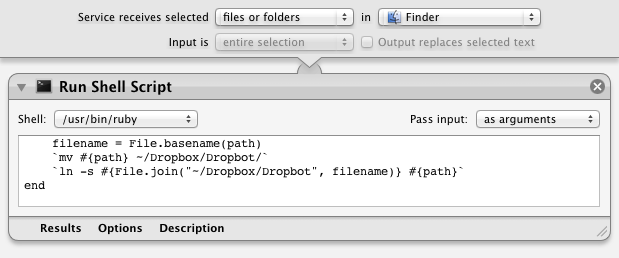 Service receives selected files or folders in Finder
Input is entire selection Output replaces selected text
Run Shell Script
Shell: /usr/bin/ruby Pass input: as arguments
filename = File.basename(path)
`mv #{path} ~/Dropbox/Dropbot/`
`ln -s #{File.join("~/Dropbox/Dropbot", filename)} #{path}`
end
Results Options Description